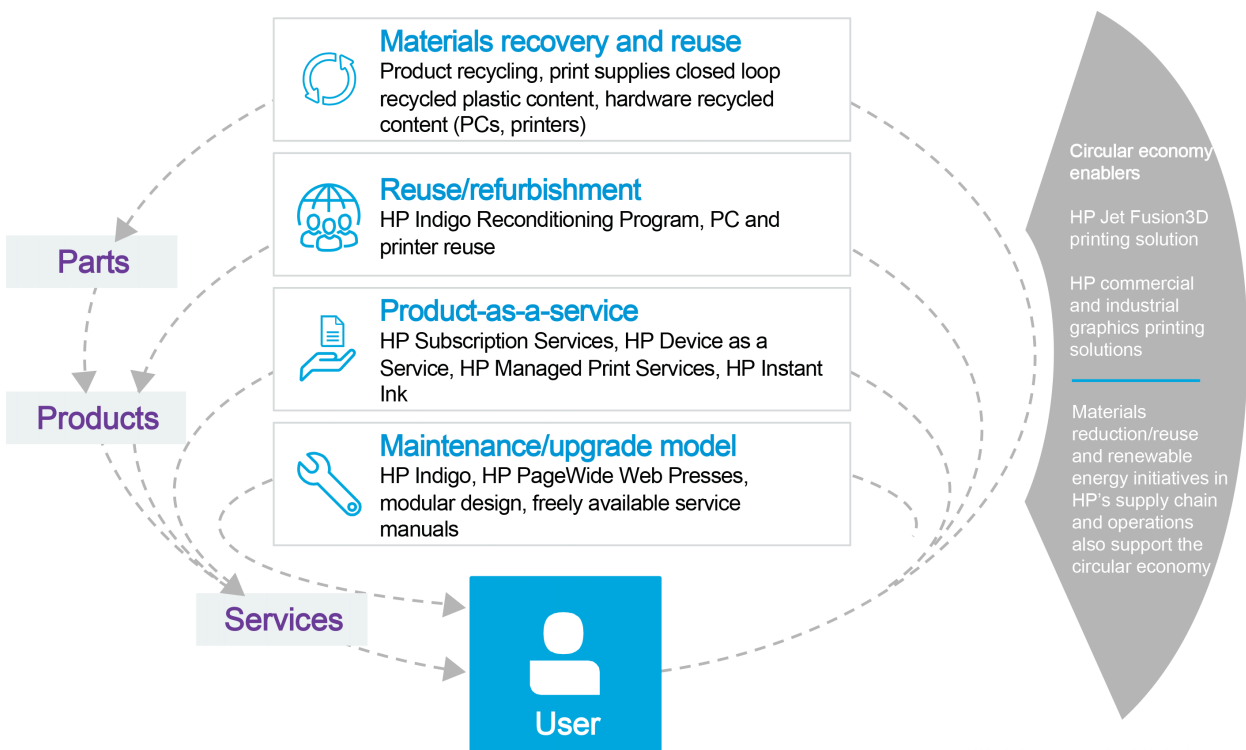 Materials recovery and reuse
Product recycling, print supplies closed loop
recycled plastic content, hardware recycled
content (PCs, printers)
Reuse/refurbishment
HP Indigo Reconditioning Program, PC and
printer reuse
Parts
Product-as-a-service
HP Subscription Services, HP Device as a
Service, HP Managed Print Services, HP Instant
Ink
Products
Maintenance/upgrade model
HP Indigo, HP PageWide Web Presses,
modular design, freely available service
manuals
Services
User
Circular economy
enablers
HP Jet Fusion3D
printing solution
HP commercial
and industrial
graphics printing
solutions
Materials
reduction/reuse
and renewable
energy initiatives in
HP's supply chain
and operations
also support the
circular economy